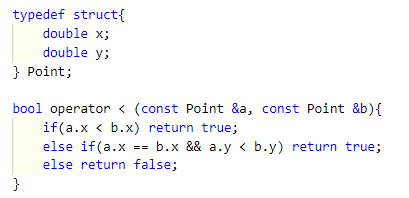 typedef struct{
    double x;
    double y;
} Point;

bool operator < (const Point &a, const Point &b){
    if(a.x < b.x) return true;
    else if(a.x == b.x && a.y < b.y) return true;
    else return false;
}